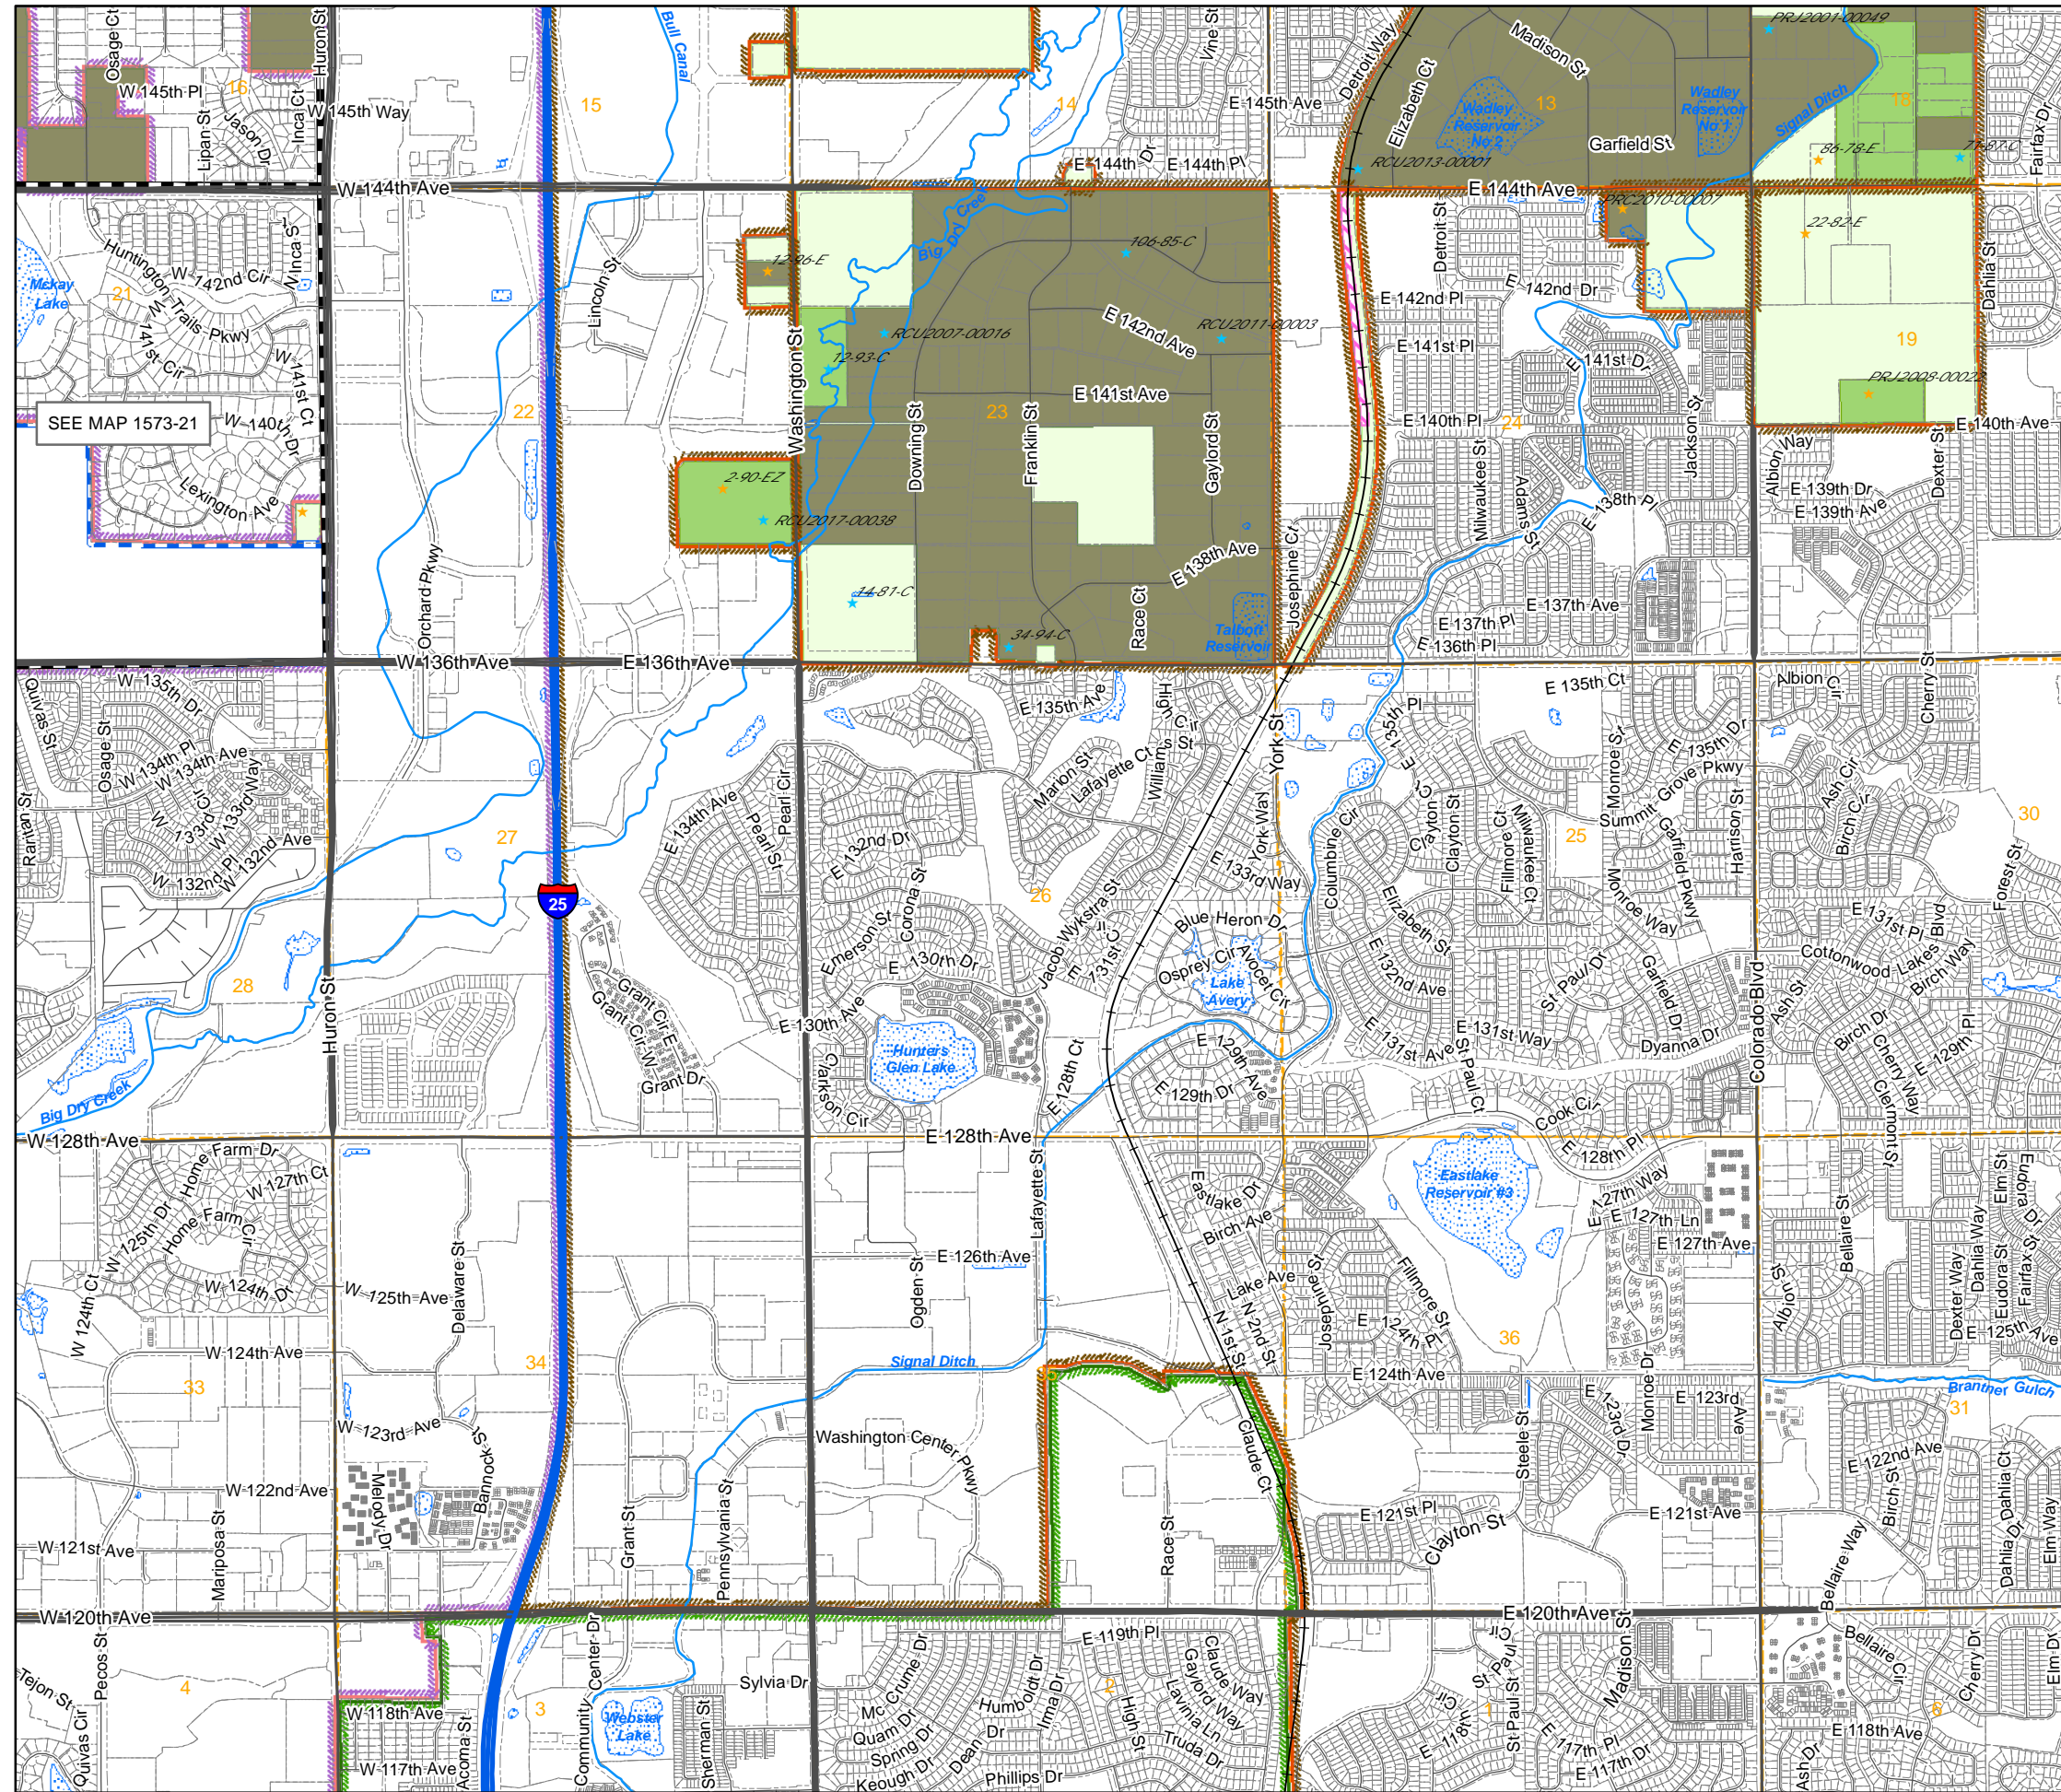 Osage Ct
Huron St
Bull Canal
Vine St
Detroit Way
Elizabeth Ct
Madison St
PRJ2001-00049
W 145th Pl
16
Lipan St
Jason Dr
Inca Ct
W 145th Way
15
14
E 145th Ave
Wadley
Reservoir
No 2
13
Wadley
Reservoir
No 1
Signal Ditch
18
Fairfax Dr
E 144th Dr
E 144th Pl
RCU2013-00001
Garfield St
86-78-E
71-87-C
W 144th Ave
E 144th Ave
PRC2010-00007
22-82-E
Mckay
Lake
21
Huntington Trails Pkwy
W 142nd Cir
N Inca St
W 141st Cir
W 141st Ct
Lincoln St
12-96-E
Big Dry Creek
106-85-C
Detroit St
E 142nd Dr
E 142nd Pl
Dahlia St
RCU2007-00016
E 142nd Ave
RCU2011-00003
E 141st Pl
E 141st Dr
19
12-93-C
Washington St
PRJ2008-00022
SEE MAP 1573-21
W 140th Dr
22
Downing St
23
Franklin St
E 141st Ave
Gaylord St
E 140th Pl
24
Jackson St
E 140th Ave
Lexington Ave
2-90-EZ
RCU2017-00038
Milwaukee St
Adams St
E 138th Pl
Albion Way
E 139th Dr
E 139th Ave
Dexter St
Orchard Pkwy
14-81-C
E 138th Ave
Josephine Ct
Race Ct
Talbott
Reservoir
34-94-C
E 137th Ave
E 137th Pl
E 136th Pl
W 136th Ave
E 136th Ave
Quivas St
W 135th Dr
Osage St
W 134th Pl
W 134th Ave
W 133rd Cir
W 133rd Way
W 132nd Ave
W 132nd Pl
Raritan St
27
25
E 134th Ave
Pearl St
Pearl Cir
E 135th Ave
High Cir
Marion St
Lafayette Ct
Williams St
York St
York Way
E 133rd Way
E 135th Pl
E 135th Ct
Monroe St
E 135th Dr
Summit Grove Pkwy
Garfield Pkwy
Harrison St
Albion Cir
Cherry St
Ash Cir
Birch Cir
30
Forest St
E 132nd Dr
Corona St
Emerson St
E 130th Dr
26
Jacob Wykstra St
E 131st Cir
Blue Heron Dr
Osprey Cir
Avocet Cir
Lake
Avery
Columbine Cir
Clayton Ct
Clayton St
Fillmore Cir
Milwaukee Ct
25
Elizabeth St
E 132nd Ave
Monroe Way
St Paul Dr
Garfield Dr
E 131st Pl
Cottonwood Lakes Blvd
Birch Way
Ash St
28
Huron St
Grant Cir E
Grant Cir W
Grant Dr
E 130th Ave
Clarkson Cir
Hunters
Glen Lake
E 128th Ct
E 129th Ave
E 129th Dr
E 131st Ave
E 131st Way
St Paul Ct
Dyanna Dr
Colorado Blvd
Birch Dr
Cherry Way
E 129th Pl
Clermont St
Big Dry Creek
W 128th Ave
E 128th Ave
Cook Cir
E 128th Pl
Home Farm Dr
W 127th Ct
W 125th Dr
Home Farm Cir
W 124th Dr
W 124th Ct
W 125th Ave
Delaware St
Lafayette St
E 126th Ave
Ogden St
Eastlake Dr
Birch Ave
Lake Ave
N 2nd St
N 1st St
Josephine St
Fillmore St
Eastlake
Reservoir #3
E 127th Way
E 127th Ln
E 127th Ave
Bellaire St
Albion St
Elm St
Endora Dr
Dahlia Way
Dexter Way
Eudora St
Fairfax St
E 125th Ave
W 124th Ave
33
34
Signal Ditch
36
E 124th Ave
Monroe Dr
Brantner Gulch
31
W 123rd Ave
Bannock St
Washington Center Pkwy
Claude Ct
Steele St
E 123rd Dr
E 123rd Ave
E 122nd Ave
Birch St
Dahlia Ct
W 122nd Ave
Melody Dr
Mariposa St
W 121st Ave
Grant St
Pennsylvania St
Race St
E 121st Pl
Clayton St
E 121st Ave
Bellaire Way
Dahlia Dr
Elm Way
W 120th Ave
E 120th Ave
Pecos St
Tejon St
4
Quivas Cir
W 118th Ave
W 117th Ave
Acoma St
3
Community Center Dr
Webster
Lake
Sherman St
Sylvia Dr
Mc Crume Dr
Quam Dr
Spring Dr
Keough Dr
Dean Dr
Humboldt Dr
Irma Dr
Phillips Dr
E 119th Pl
2
High St
Claude Way
Gaylord Way
Lavinia Ln
Truda Dr
St Paul Cir
E 118th Cir
1
St Paul St
Madison St
E 117th Pl
E 117th Dr
Bellaire Cir
Cherry Dr
Elm Dr
6
E 118th Ave
Ash Dr